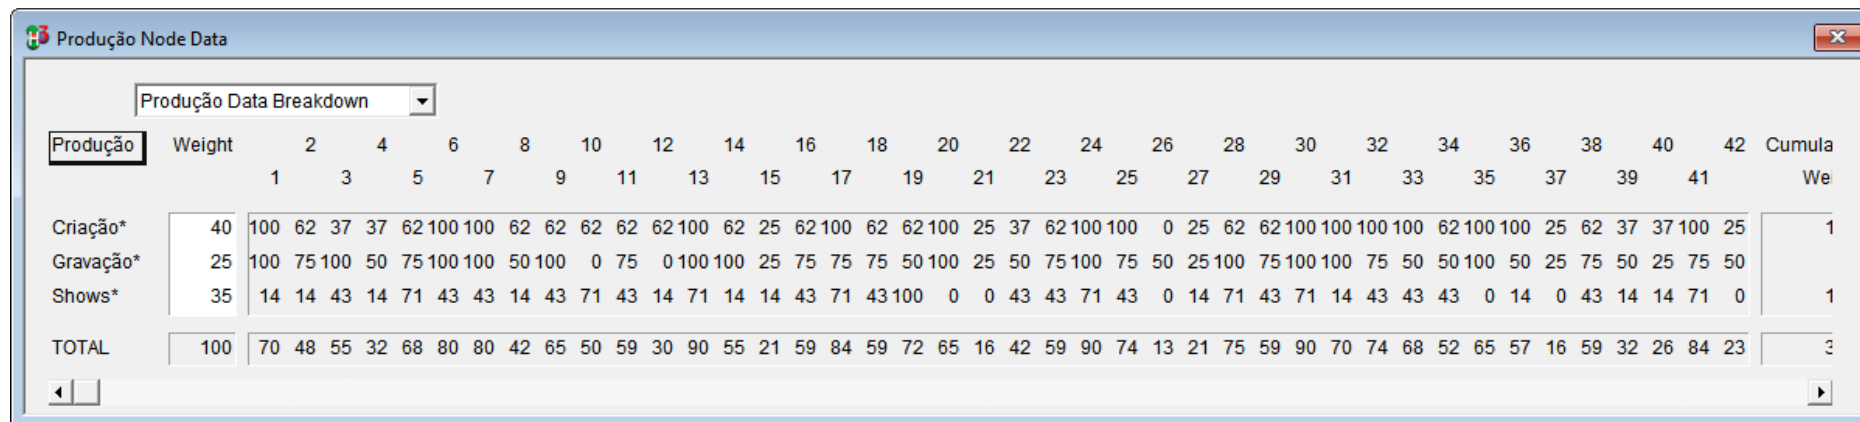 Produção Node Data
Produção Data Breakdown
Produção Weight 2 4 6 8 10 12 14 16 18 20 22 24 26 28 30 32 34 36 38 40 42 Cumula
1 3 5 7 9 11 13 15 17 19 21 23 25 27 29 31 33 35 37 39 41 Wei
Criação* 40 100 62 37 37 62 100 100 62 62 62 62 62 100 62 25 62 100 62 62 100 25 37 62 100 100 0 25 62 62 100 100 100 100 62 100 100 25 62 37 37 100 25 1
Gravação* 25 100 75 100 50 75 100 100 50 100 0 75 0 100 100 25 75 75 75 50 100 25 50 75 100 75 50 25 100 75 100 100 75 50 50 100 50 25 75 50 25 75 50
Shows* 35 14 14 43 14 71 43 43 14 43 71 43 14 71 14 14 43 71 43 100 0 0 43 43 71 43 0 14 71 43 71 14 43 43 43 0 14 0 43 14 14 71 0 1
TOTAL 100 70 48 55 32 68 80 80 42 65 50 59 30 90 55 21 59 84 59 72 65 16 42 59 90 74 13 21 75 59 90 70 74 68 52 65 57 16 59 32 26 84 23 3